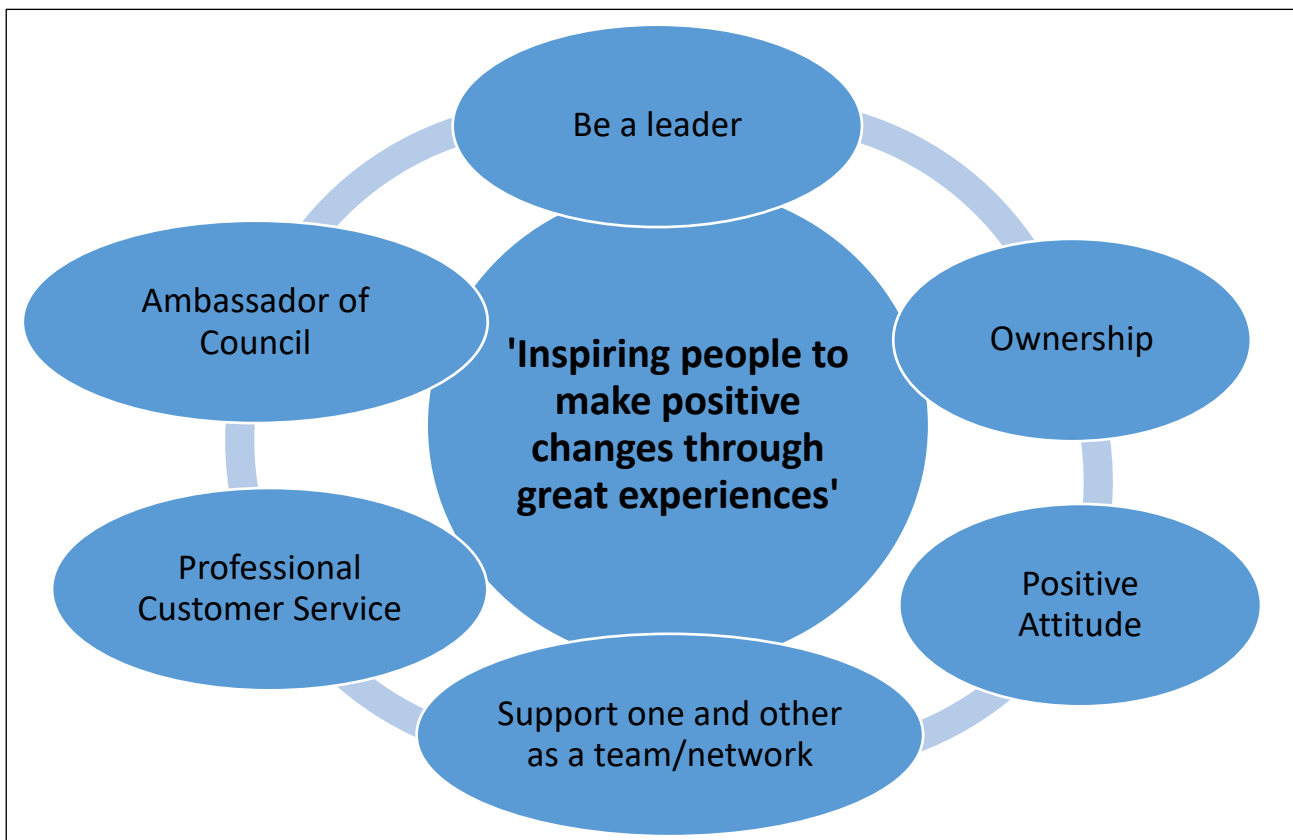 Be a leader
Ambassador of
Council
'Inspiring people to
make positive
changes through
great experiences'
Ownership
Professional
Customer Service
Positive
Attitude
Support one and other
as a team/network